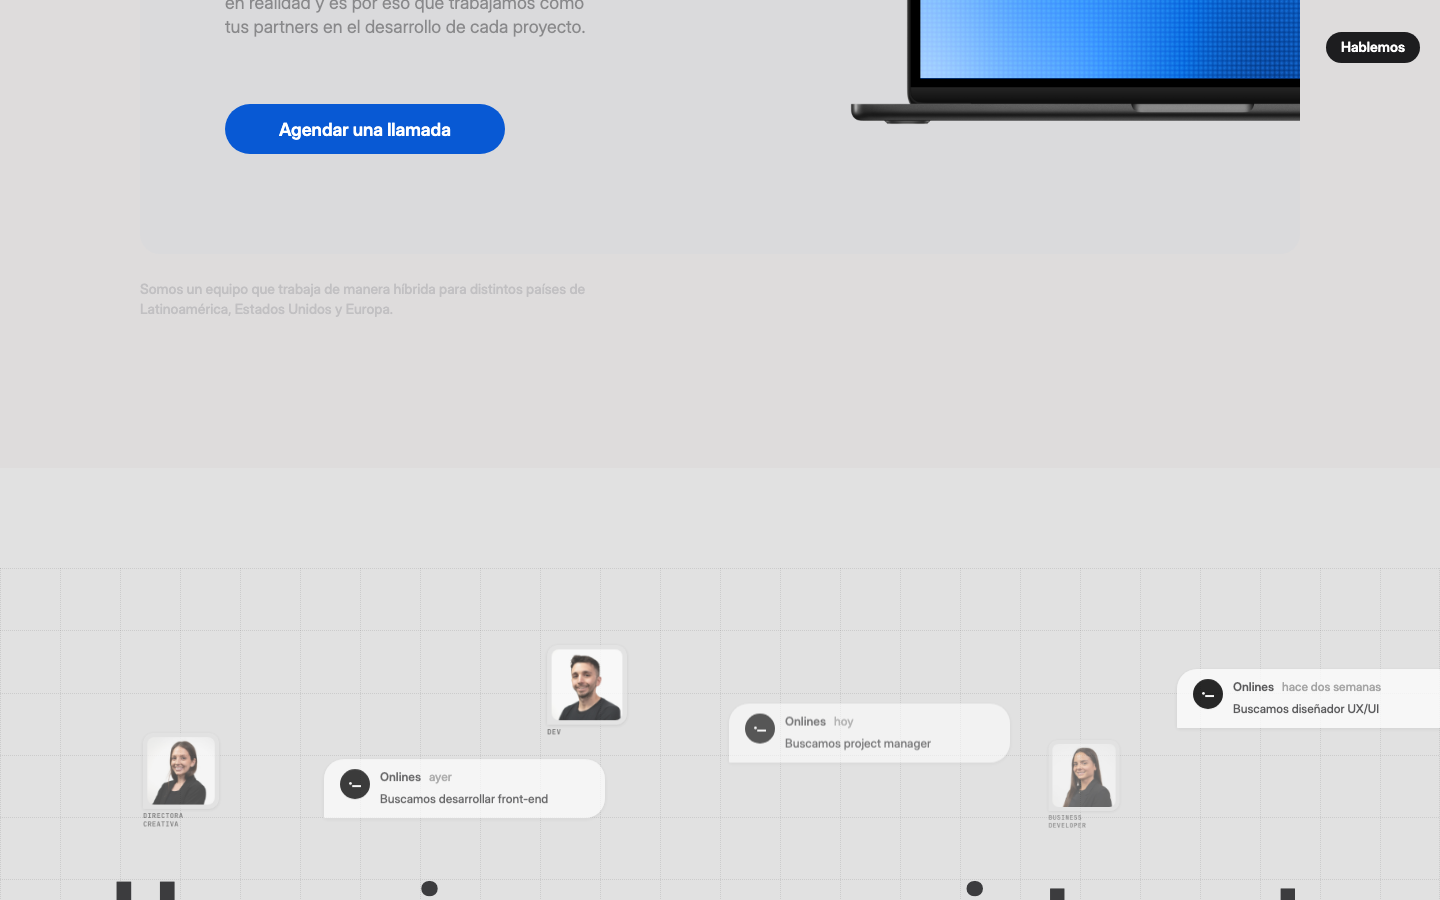 en realidad y es por eso que trabajamos como
tus partners en el desarrollo de cada proyecto.
Hablemos
Agendar una llamada
Somos un equipo que trabaja de manera híbrida para distintos países de
Latinoamérica, Estados Unidos y Europa.
Onlines hace dos semanas
Buscamos diseñador UX/UI
DEV
Onlines hoy
Buscamos project manager
Onlines ayer
Buscamos desarrollar front-end
DIRECTORA
CREATIVA
BUSINESS
DEVELOPER